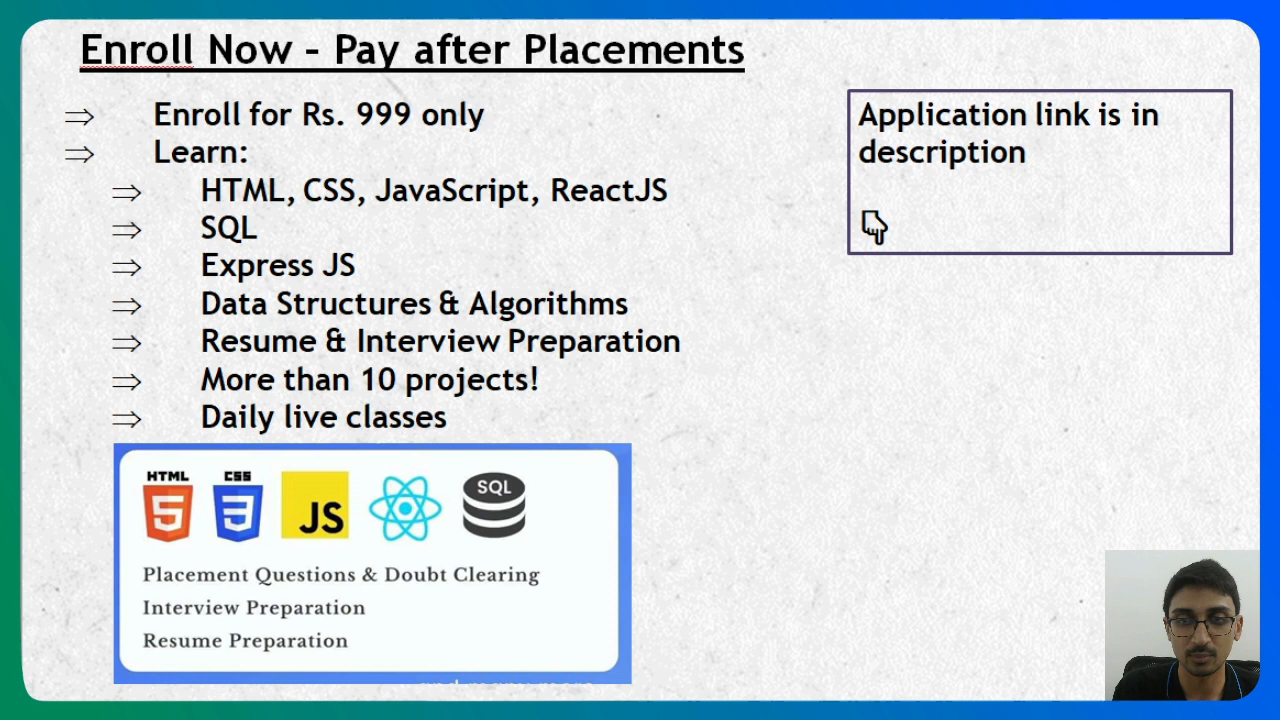 Enroll Now – Pay after Placements
⇒ Enroll for Rs. 999 only
⇒ Learn:
⇒ HTML, CSS, JavaScript, ReactJS
⇒ SQL
⇒ Express JS
⇒ Data Structures & Algorithms
⇒ Resume & Interview Preparation
⇒ More than 10 projects!
⇒ Daily live classes
Application link is in
description
HTML CSS JS SQL
Placement Questions & Doubt Clearing
Interview Preparation
Resume Preparation